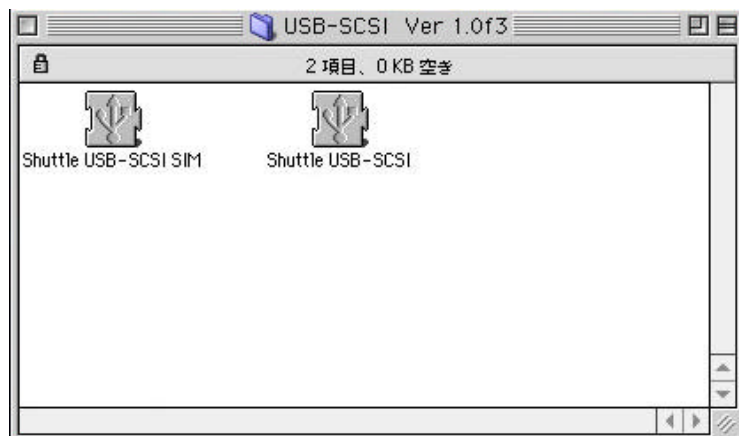 USB-SCSI Ver 1.0f3
2 項目、0 KB 空き
Shuttle USB-SCSI SIM
Shuttle USB-SCSI